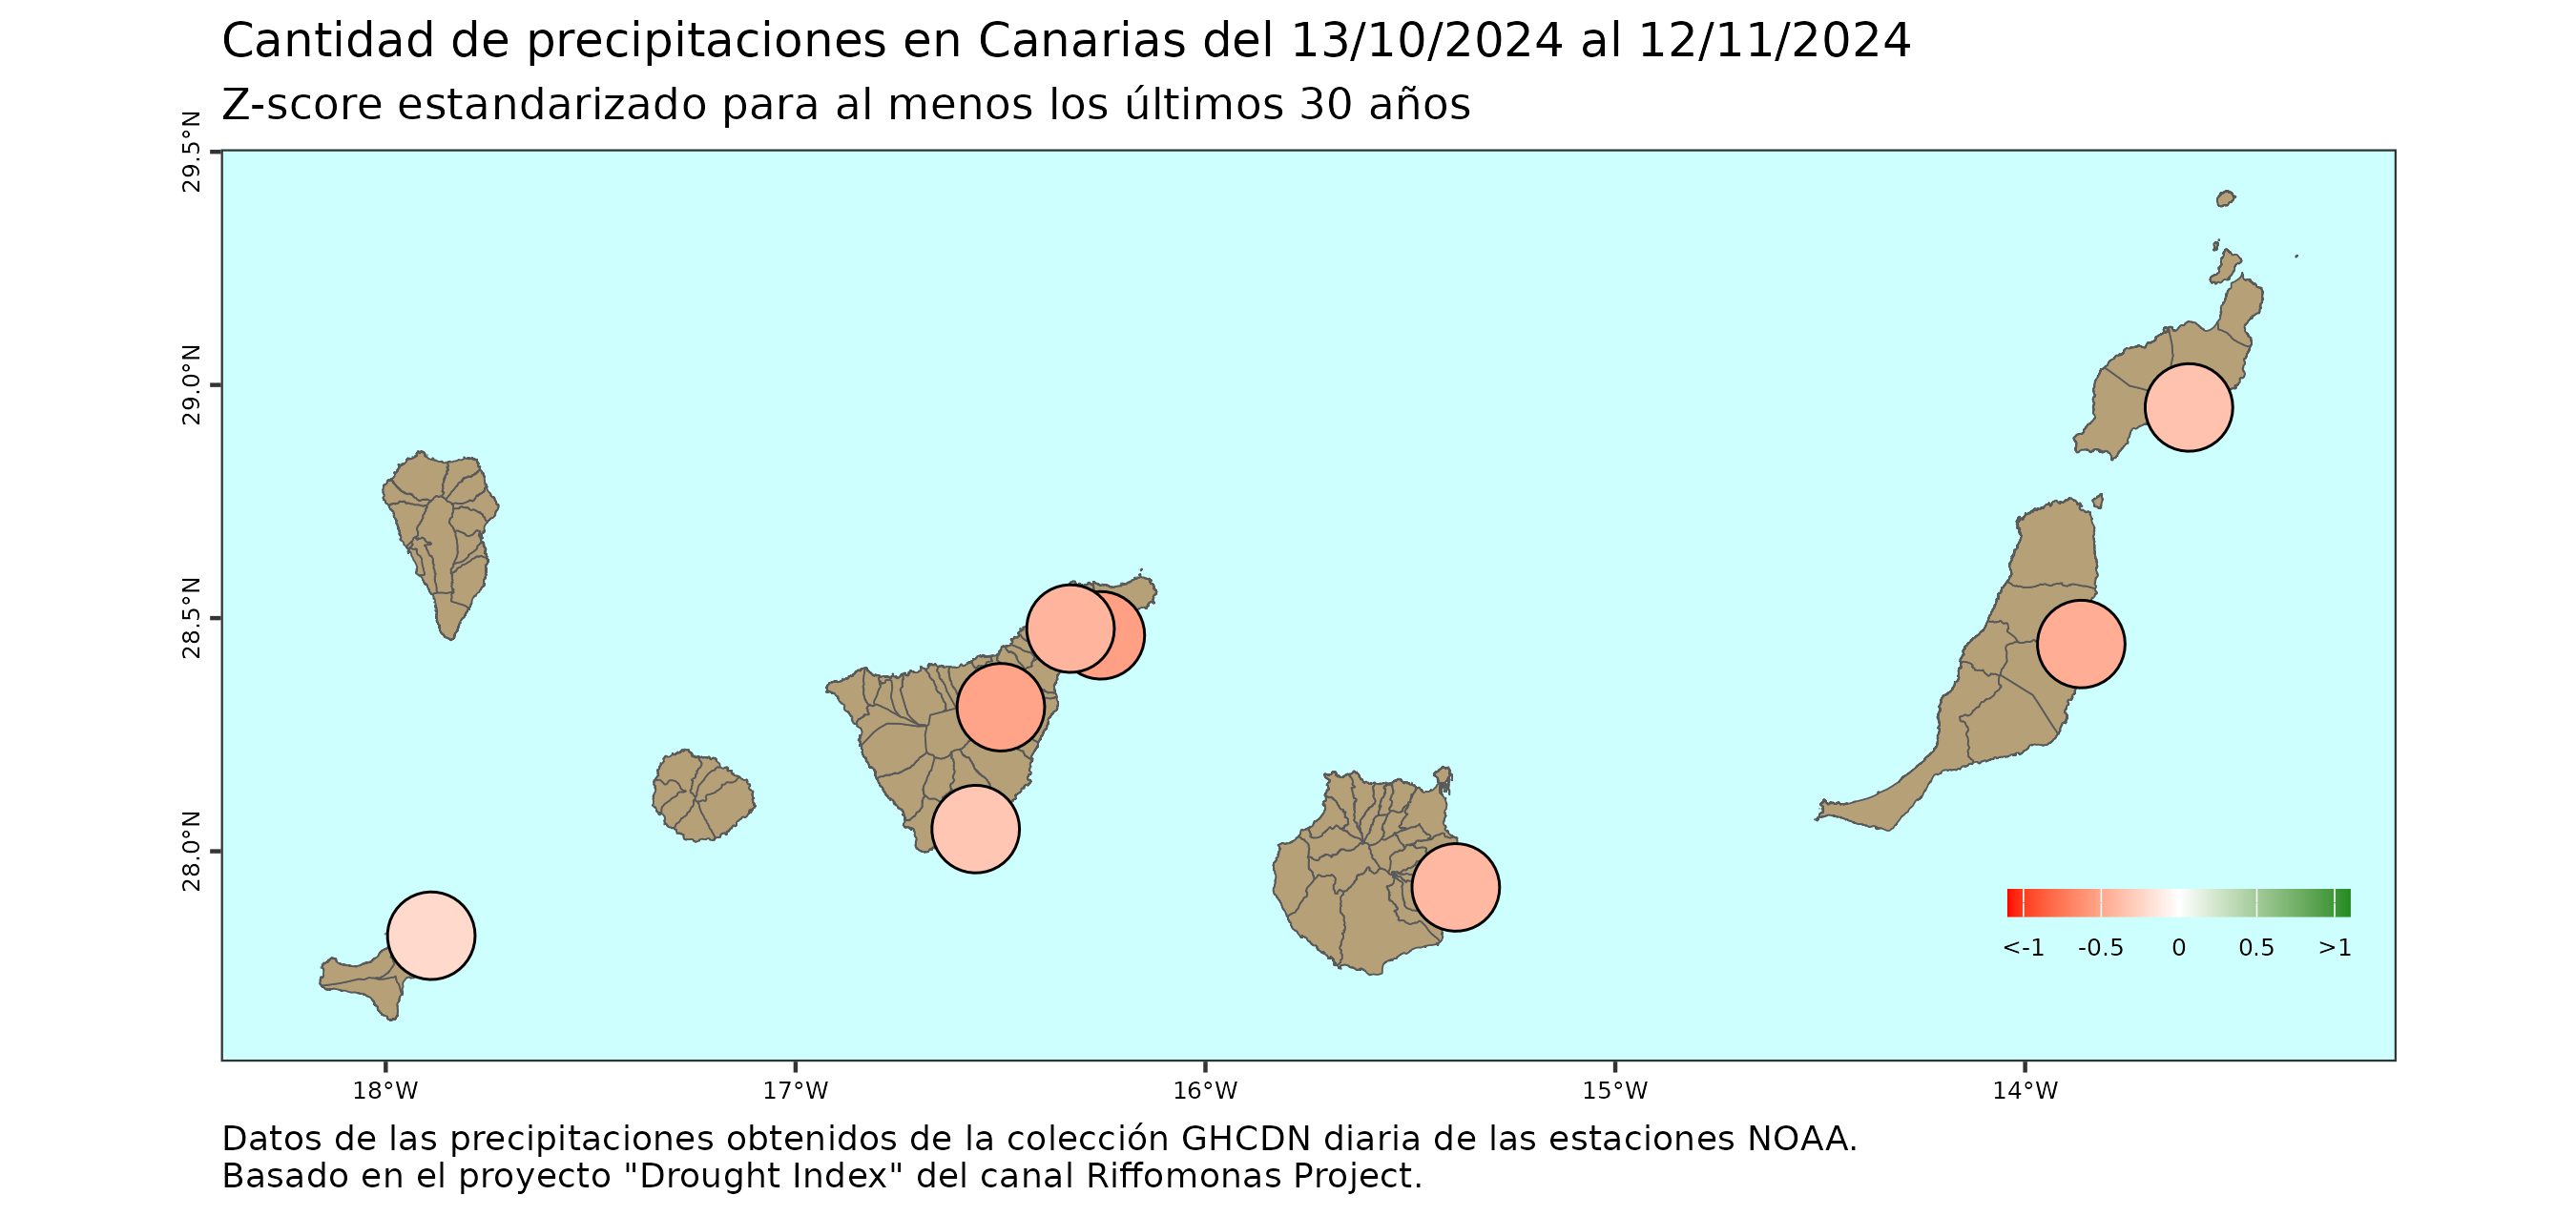 Cantidad de precipitaciones en Canarias del 13/10/2024 al 12/11/2024
Z-score estandarizado para al menos los últimos 30 años
29.5°N
29.0°N
28.5°N
28.0°N
<-1 -0.5 0 0.5 >1
18°W 17°W 16°W 15°W 14°W
Datos de las precipitaciones obtenidos de la colección GHCDN diaria de las estaciones NOAA.
Basado en el proyecto "Drought Index" del canal Riffomonas Project.